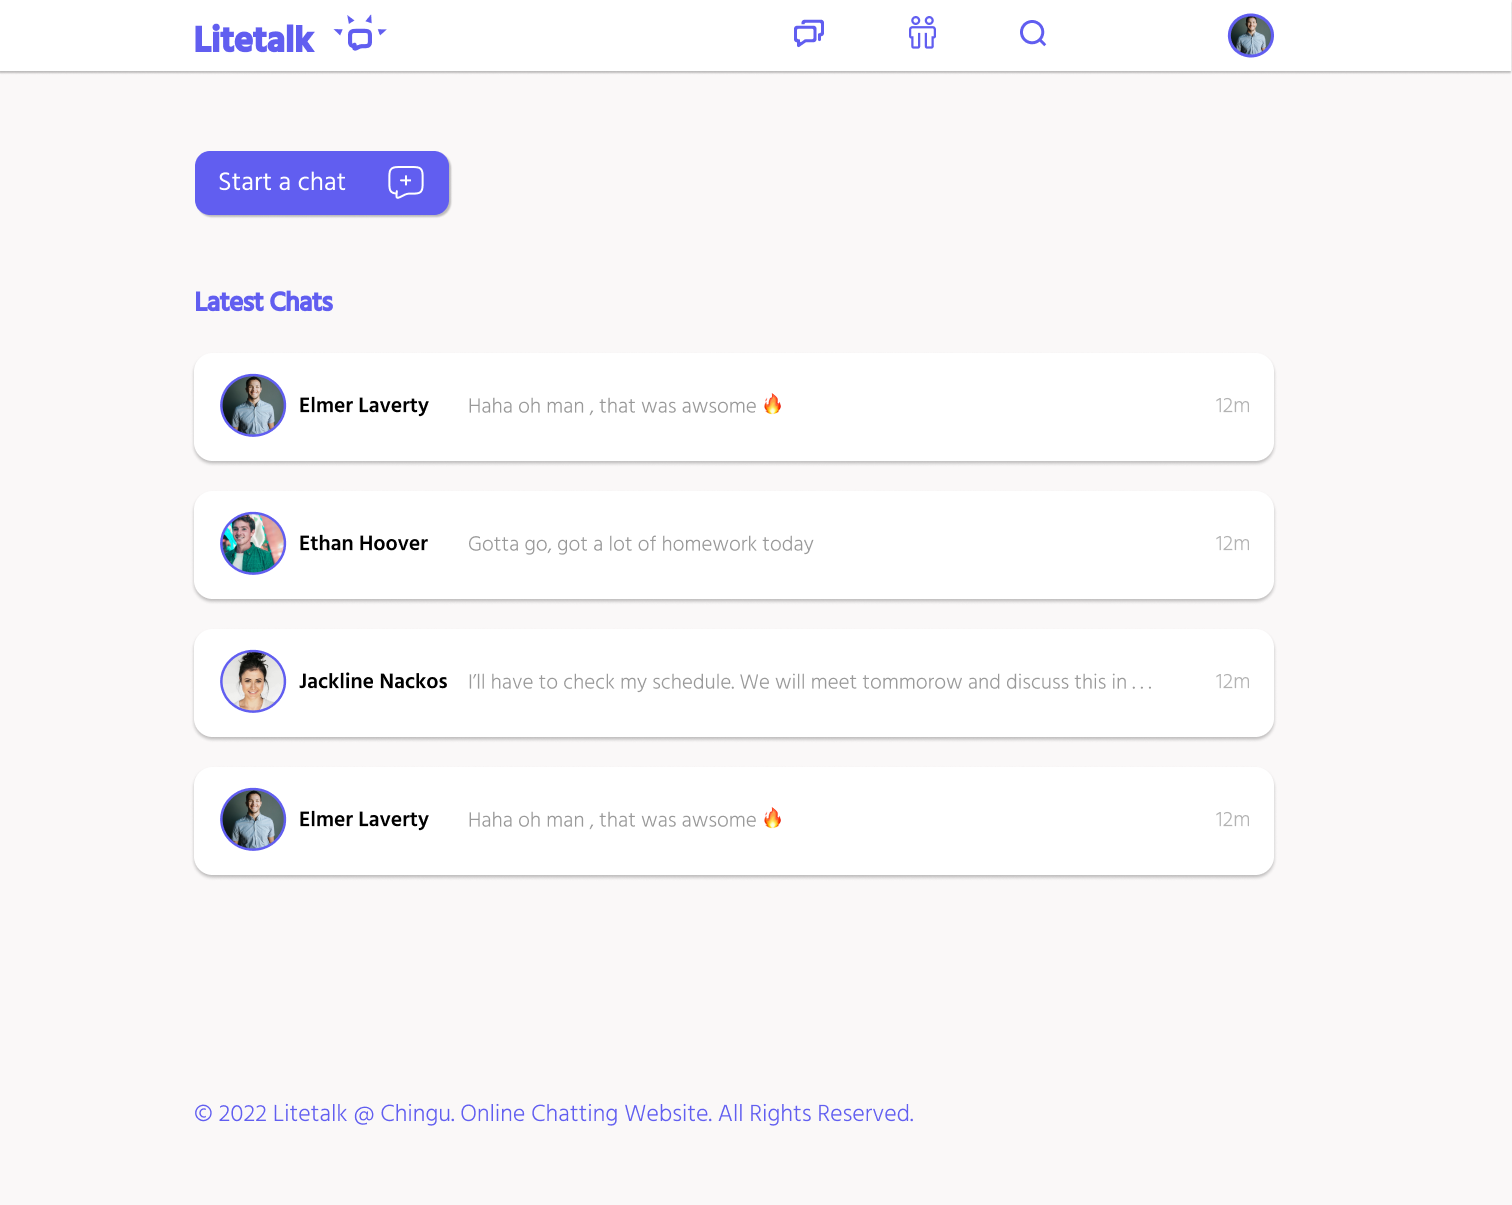 Litetalk
Start a chat
Latest Chats
Elmer Laverty Haha oh man , that was awsome 🔥 12m
Ethan Hoover Gotta go, got a lot of homework today 12m
Jackline Nackos I’ll have to check my schedule. We will meet tommorow and discuss this in . . . 12m
Elmer Laverty Haha oh man , that was awsome 🔥 12m
© 2022 Litetalk @ Chingu. Online Chatting Website. All Rights Reserved.